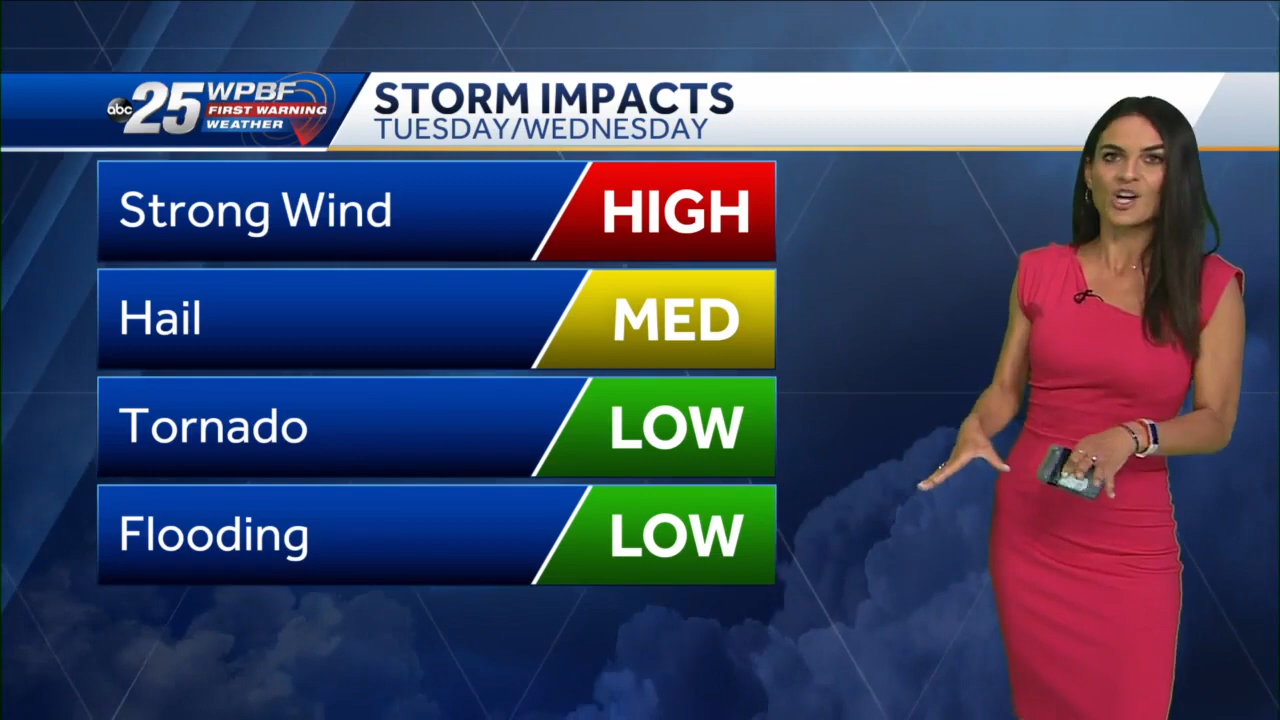 abc 25 WPBF
FIRST WARNING
WEATHER
STORM IMPACTS
TUESDAY/WEDNESDAY
Strong Wind HIGH
Hail MED
Tornado LOW
Flooding LOW